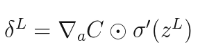 δ^L = ∇_a C ⊙ σ′(z^L)